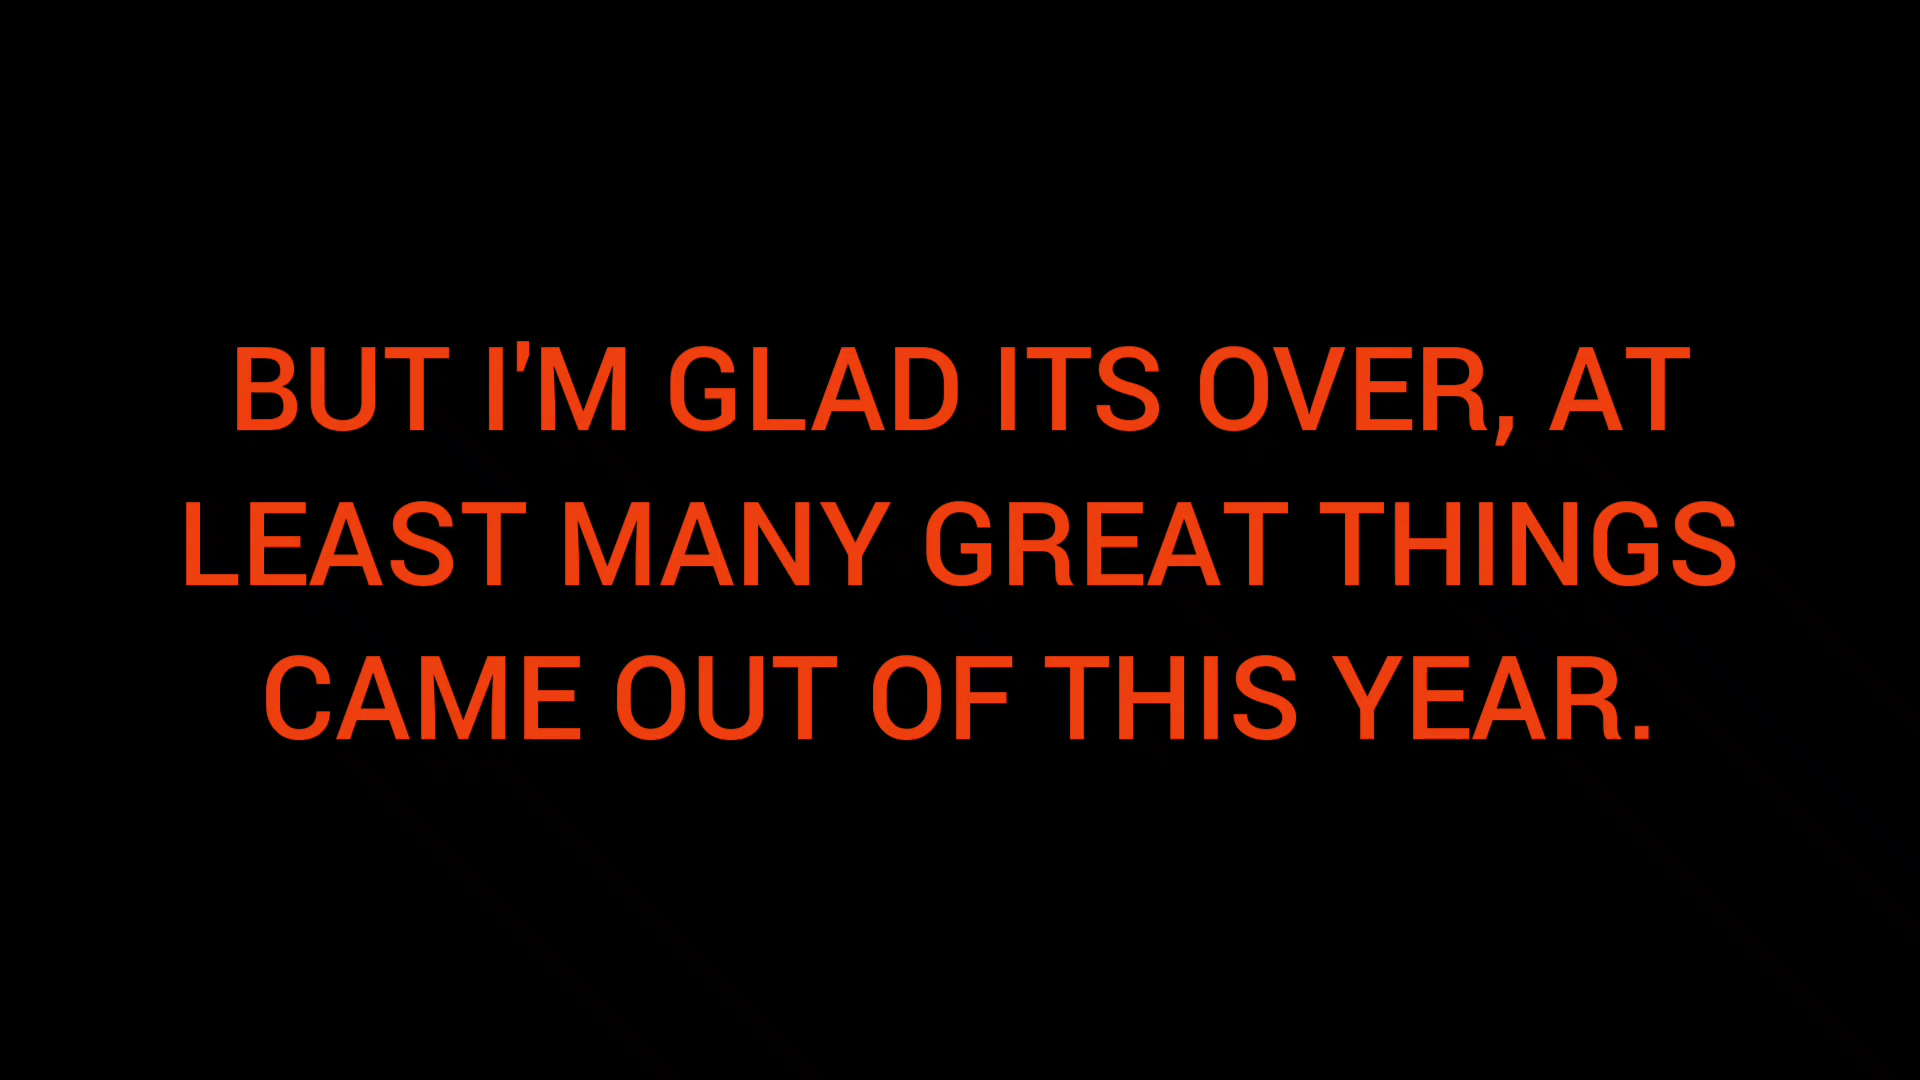 BUT I'M GLAD ITS OVER, AT
LEAST MANY GREAT THINGS
CAME OUT OF THIS YEAR.